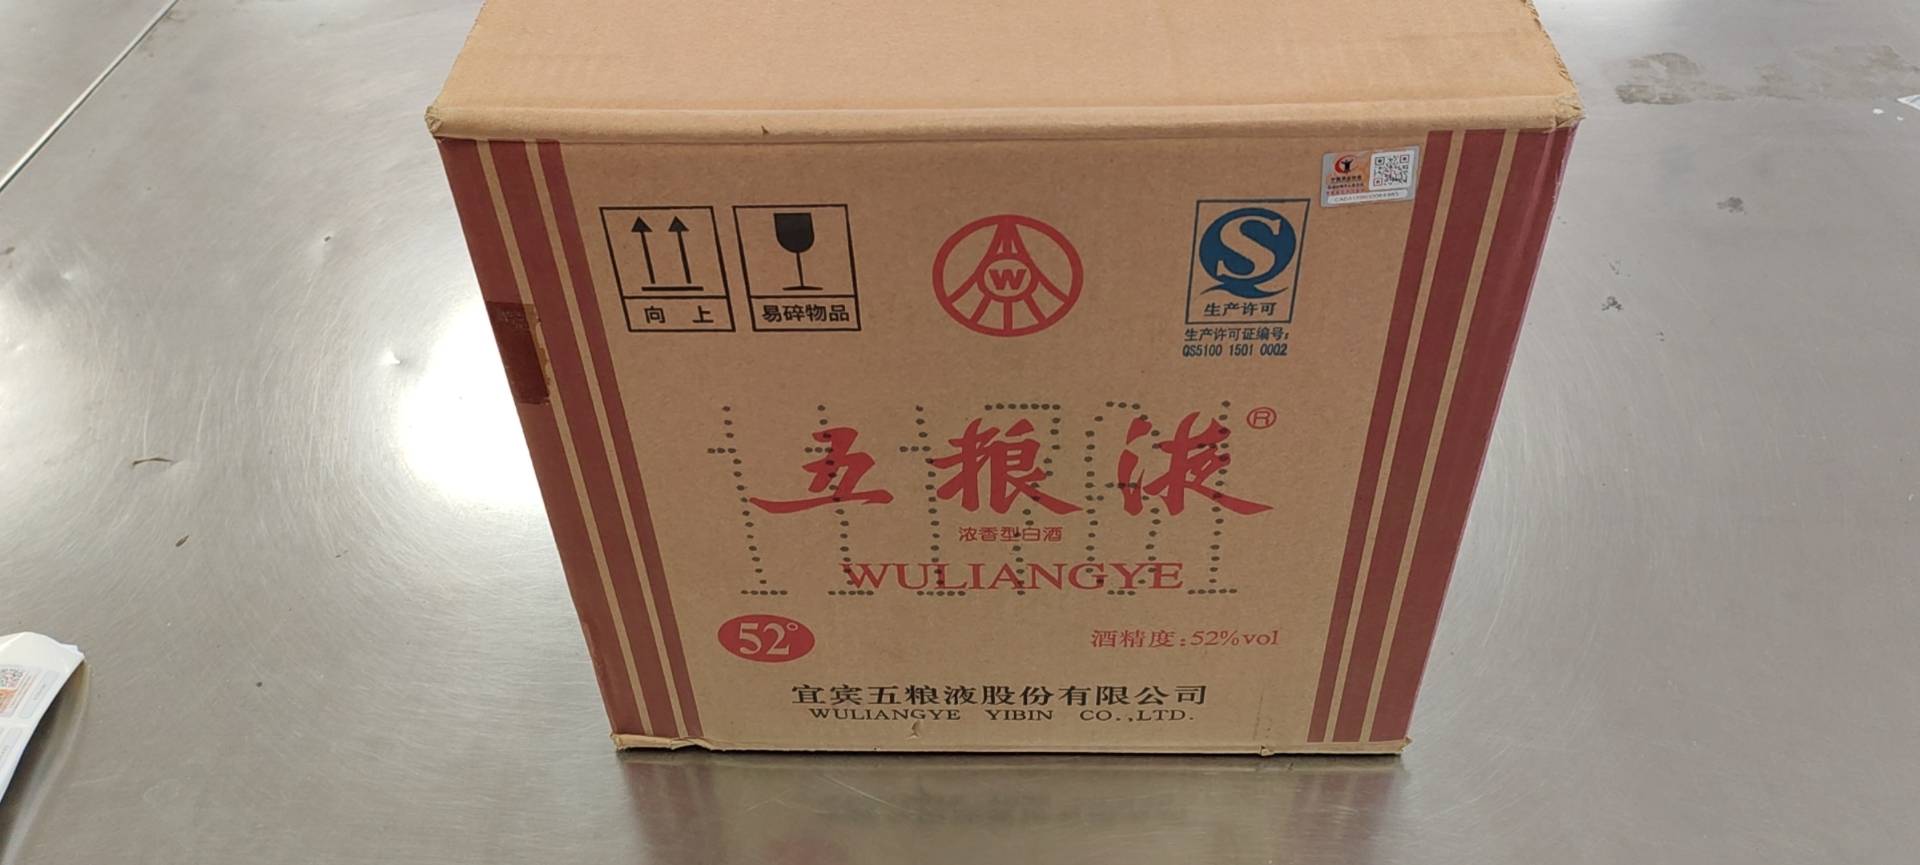 向 上
易碎物品
W
生产许可
生产许可证编号:
QS5100 1501 0002
五粮液®
浓香型白酒
WULIANGYE
52°
酒精度:52%vol
宜宾五粮液股份有限公司
WULIANGYE YIBIN CO.,LTD.